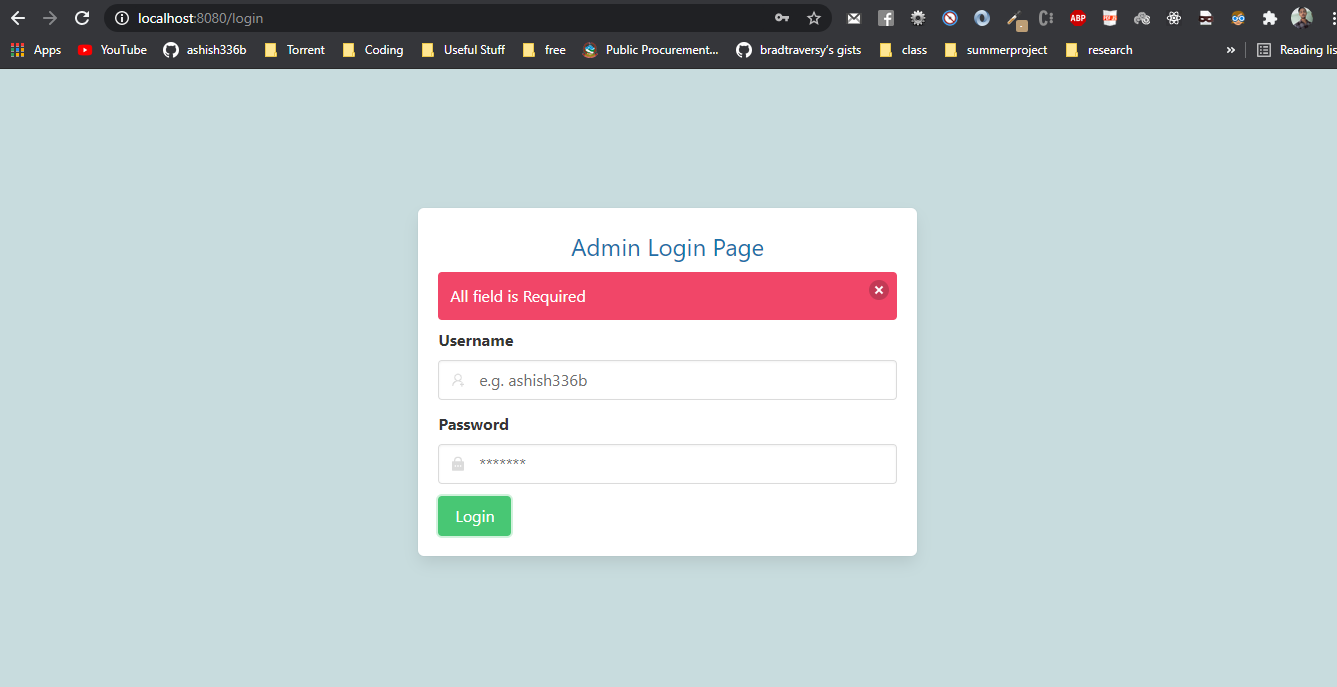 localhost:8080/login
ABP
Apps YouTube ashish336b Torrent Coding Useful Stuff free Public Procurement... bradtraversy's gists class summerproject research » Reading lis
Admin Login Page
All field is Required
Username
e.g. ashish336b
Password
*******
Login